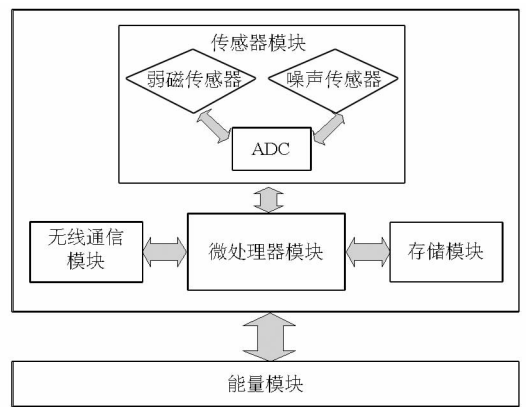 传感器模块
弱磁传感器
噪声传感器
ADC
无线通信
模块
微处理器模块
存储模块
能量模块